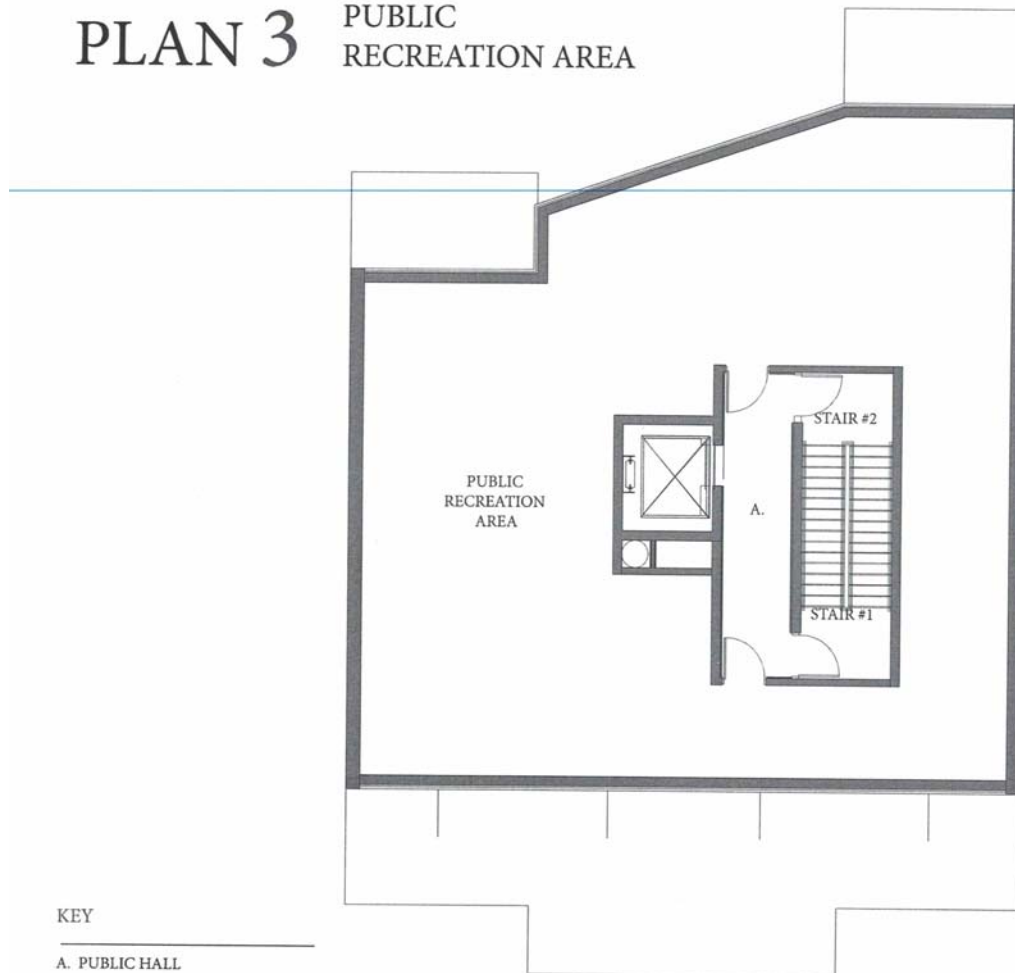 PLAN 3
PUBLIC
RECREATION AREA
STAIR #2
PUBLIC
RECREATION
AREA
A.
STAIR #1
KEY
A. PUBLIC HALL